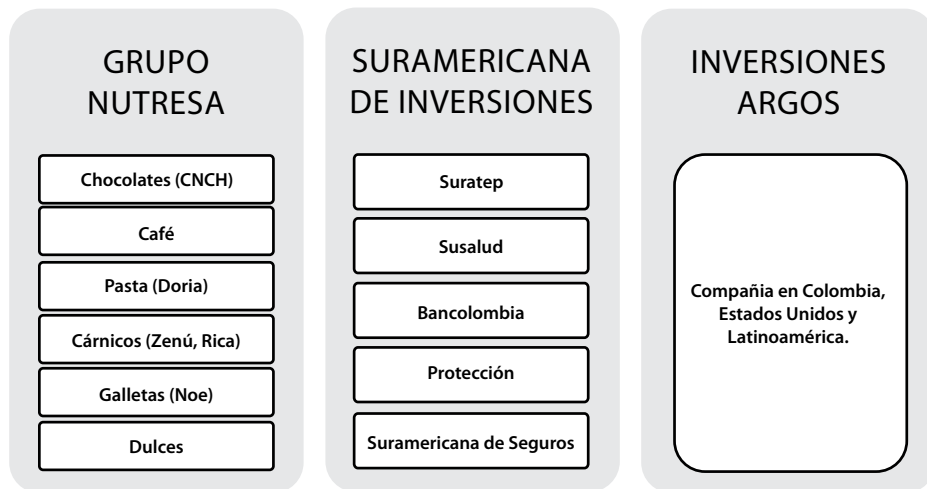 GRUPO
NUTRESA
Chocolates (CNCH)
Café
Pasta (Doria)
Cárnicos (Zenú, Rica)
Galletas (Noe)
Dulces
SURAMERICANA
DE INVERSIONES
Suratep
Susalud
Bancolombia
Protección
Suramericana de Seguros
INVERSIONES
ARGOS
Compañia en Colombia,
Estados Unidos y
Latinoamérica.